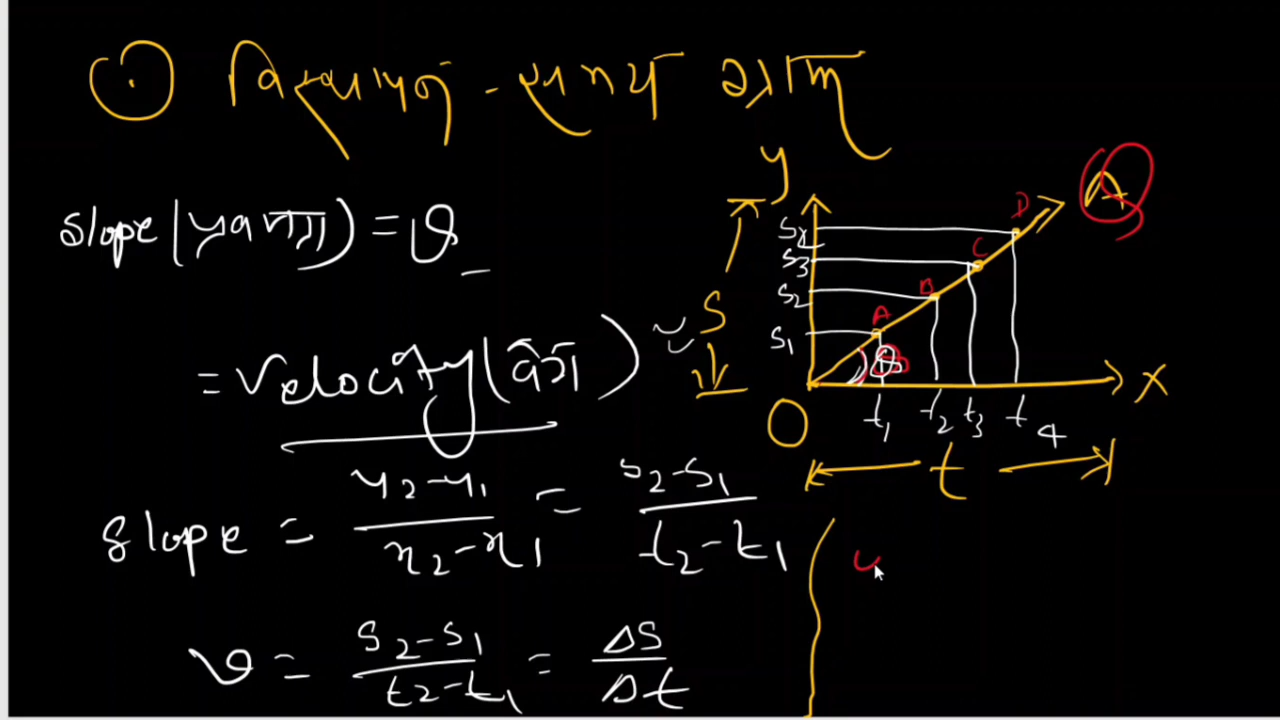 विस्थापन - समय ग्राफ
slope (प्रवणता) = ϑ
= Velocity (वेग)
slope = y2-y1 / x2-x1 = s2-s1 / t2-t1
ϑ = s2-s1 / t2-t1 = Δs / Δt
y
S4
S3
S2
S1
S
D
C
B
A
O
X
t1 t2 t3 t4
t